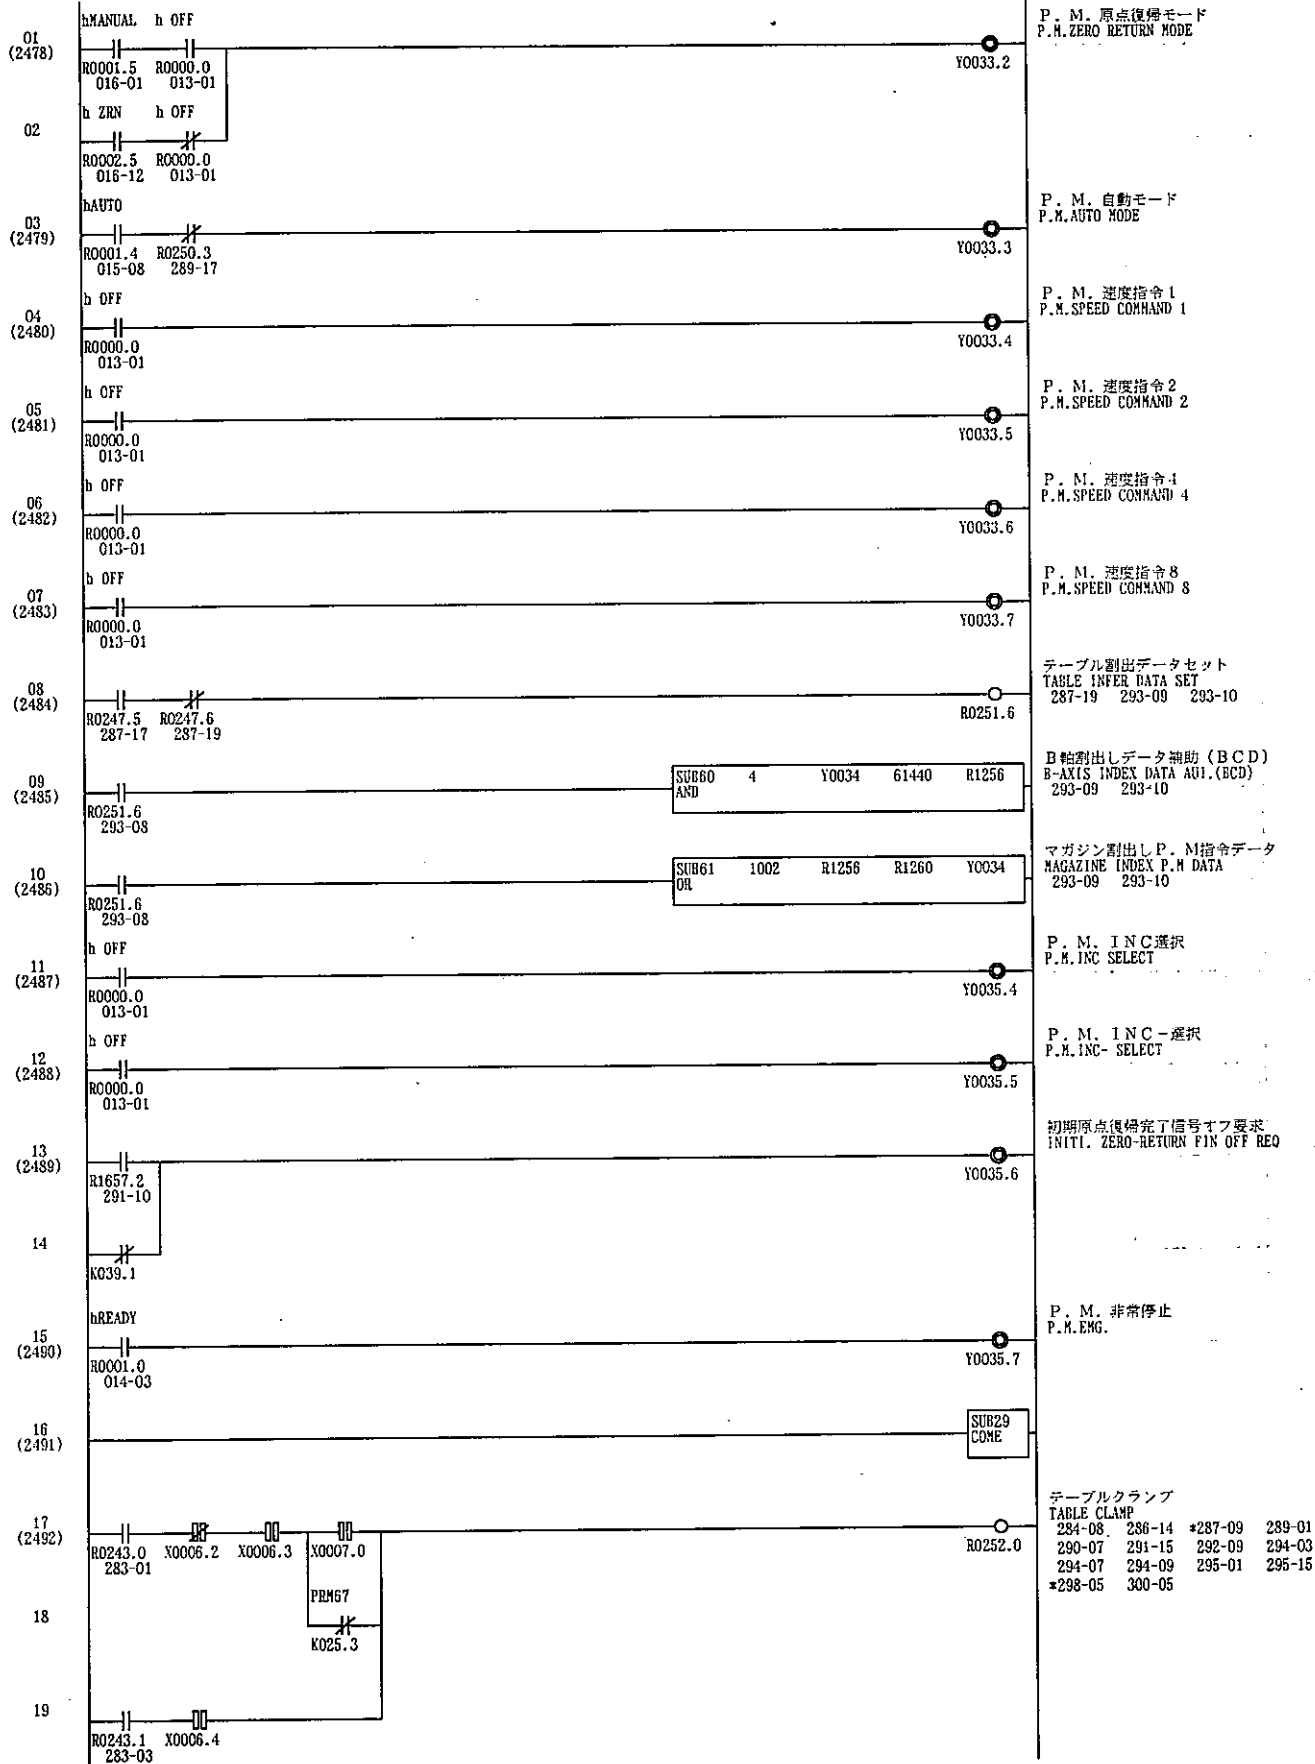 hMANUAL h OFF
01
(2478)
R0001.5 R0000.0
016-01 013-01
Y0033.2
P. M. 原点復帰モード
P.M.ZERO RETURN MODE
h ZRN h OFF
02
R0002.5 R0000.0
016-12 013-01
hAUTO
03
(2479)
R0001.4 R0250.3
015-08 289-17
Y0033.3
P. M. 自動モード
P.M.AUTO MODE
h OFF
04
(2480)
R0000.0
013-01
Y0033.4
P. M. 速度指令1
P.M.SPEED COMMAND 1
h OFF
05
(2481)
R0000.0
013-01
Y0033.5
P. M. 速度指令2
P.M.SPEED COMMAND 2
h OFF
06
(2482)
R0000.0
013-01
Y0033.6
P. M. 速度指令4
P.M.SPEED COMMAND 4
h OFF
07
(2483)
R0000.0
013-01
Y0033.7
P. M. 速度指令8
P.M.SPEED COMMAND 8
08
(2484)
R0247.5 R0247.6
287-17 287-19
R0251.6
テーブル割出データセット
TABLE INFER DATA SET
287-19 293-09 293-10
09
(2485)
R0251.6
293-08
SUB60 4 Y0034 61440 R1256
AND
B軸割出しデータ補助（BCD）
B-AXIS INDEX DATA AUI.(BCD)
293-09 293-10
10
(2486)
R0251.6
293-08
SUB61 1002 R1256 R1260 Y0034
OR
マガジン割出しP. M指令データ
MAGAZINE INDEX P.M DATA
293-09 293-10
h OFF
11
(2487)
R0000.0
013-01
Y0035.4
P. M. INC選択
P.M.INC SELECT
h OFF
12
(2488)
R0000.0
013-01
Y0035.5
P. M. INC-選択
P.M.INC- SELECT
13
(2489)
R1657.2
291-10
Y0035.6
初期原点復帰完了信号オフ要求
INITI. ZERO-RETURN FIN OFF REQ
14
K039.1
hREADY
15
(2490)
R0001.0
014-03
Y0035.7
P. M. 非常停止
P.M.EMG.
16
(2491)
SUB29
COME
17
(2492)
R0243.0 X0006.2 X0006.3 X0007.0
283-01
R0252.0
テーブルクランプ
TABLE CLAMP
284-08 286-14 *287-09 289-01
290-07 291-15 292-09 294-03
294-07 294-09 295-01 295-15
*298-05 300-05
PRM67
18
K025.3
19
R0243.1 X0006.4
283-03